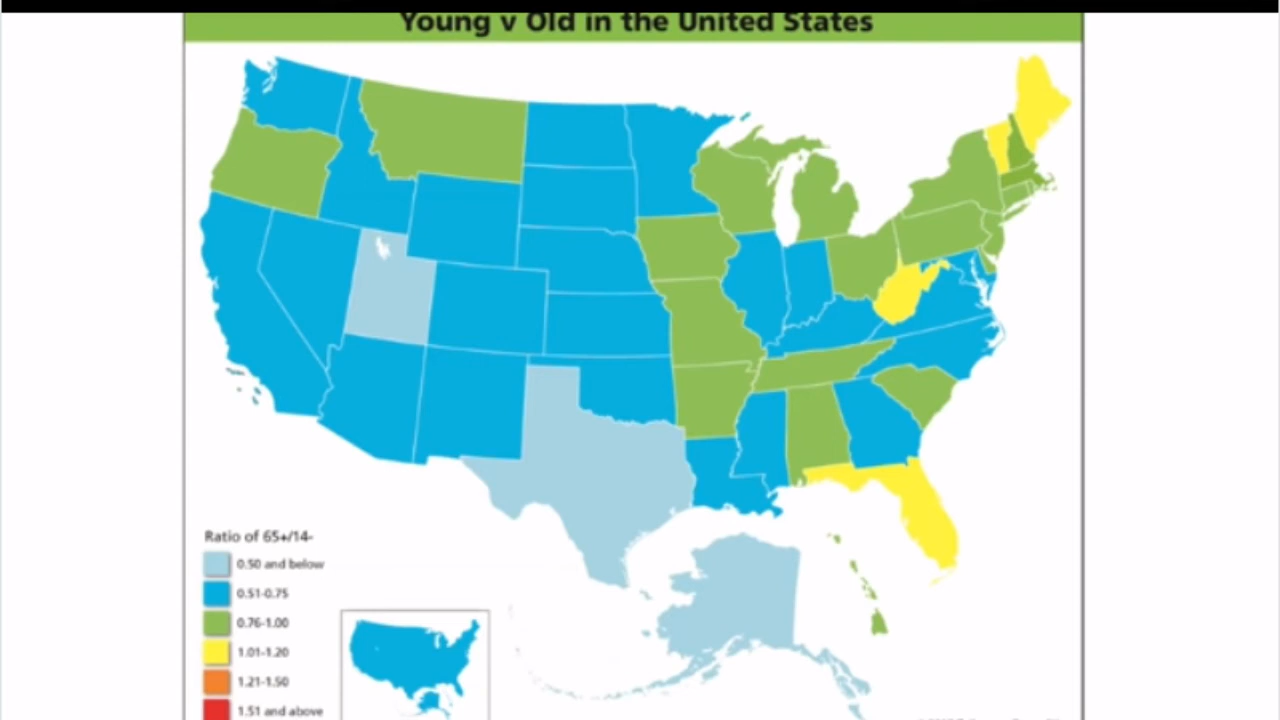 Young v Old in the United States
Ratio of 65+/14-
0.50 and below
0.51-0.75
0.76-1.00
1.01-1.20
1.21-1.50
1.51 and above